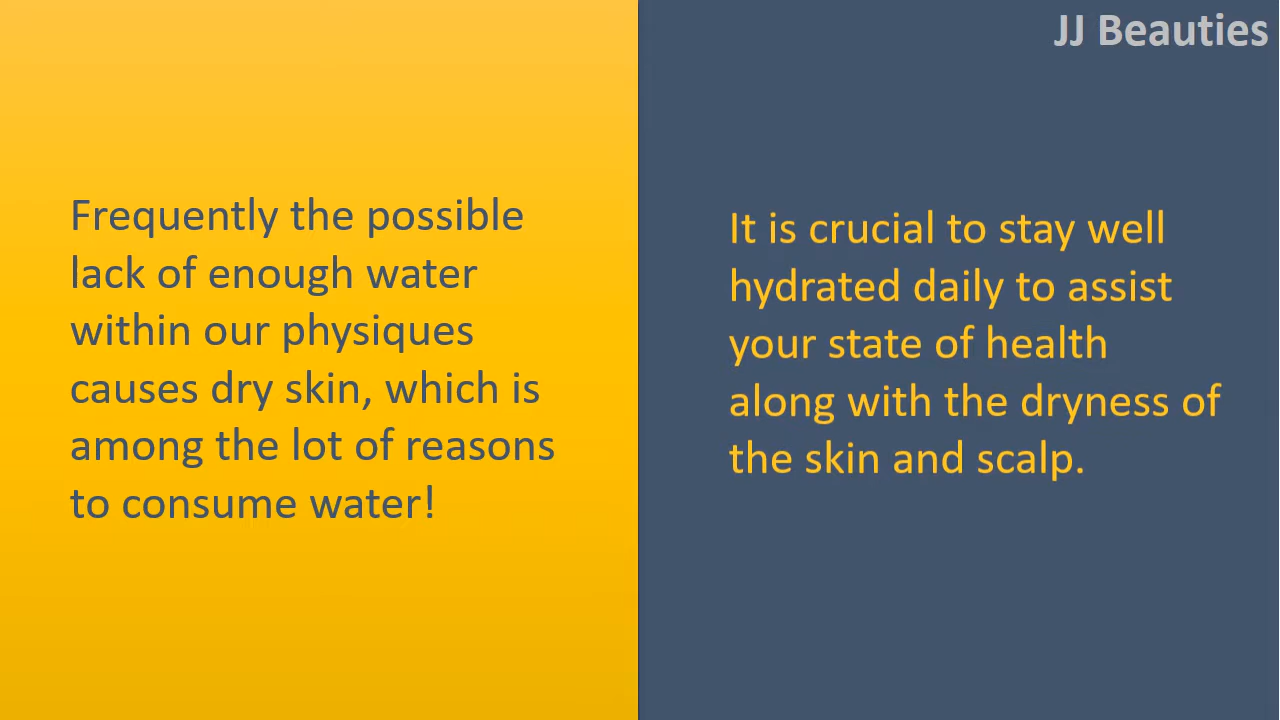 JJ Beauties
Frequently the possible
lack of enough water
within our physiques
causes dry skin, which is
among the lot of reasons
to consume water!
It is crucial to stay well
hydrated daily to assist
your state of health
along with the dryness of
the skin and scalp.